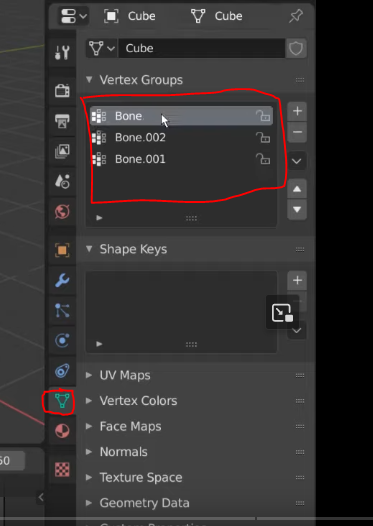 Cube Cube
Cube
Vertex Groups
Bone
Bone.002
Bone.001
Shape Keys
UV Maps
Vertex Colors
Face Maps
Normals
Texture Space
Geometry Data
50